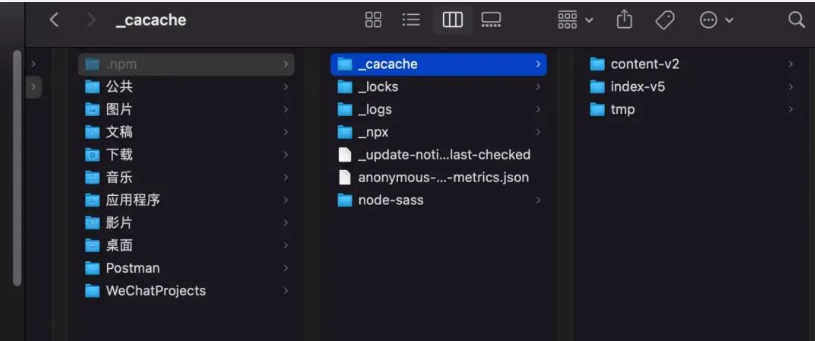 _cacache
.npm
公共
图片
文稿
下载
音乐
应用程序
影片
桌面
Postman
WeChatProjects
_cacache
_locks
_logs
_npx
_update-noti...last-checked
anonymous-...-metrics.json
node-sass
content-v2
index-v5
tmp